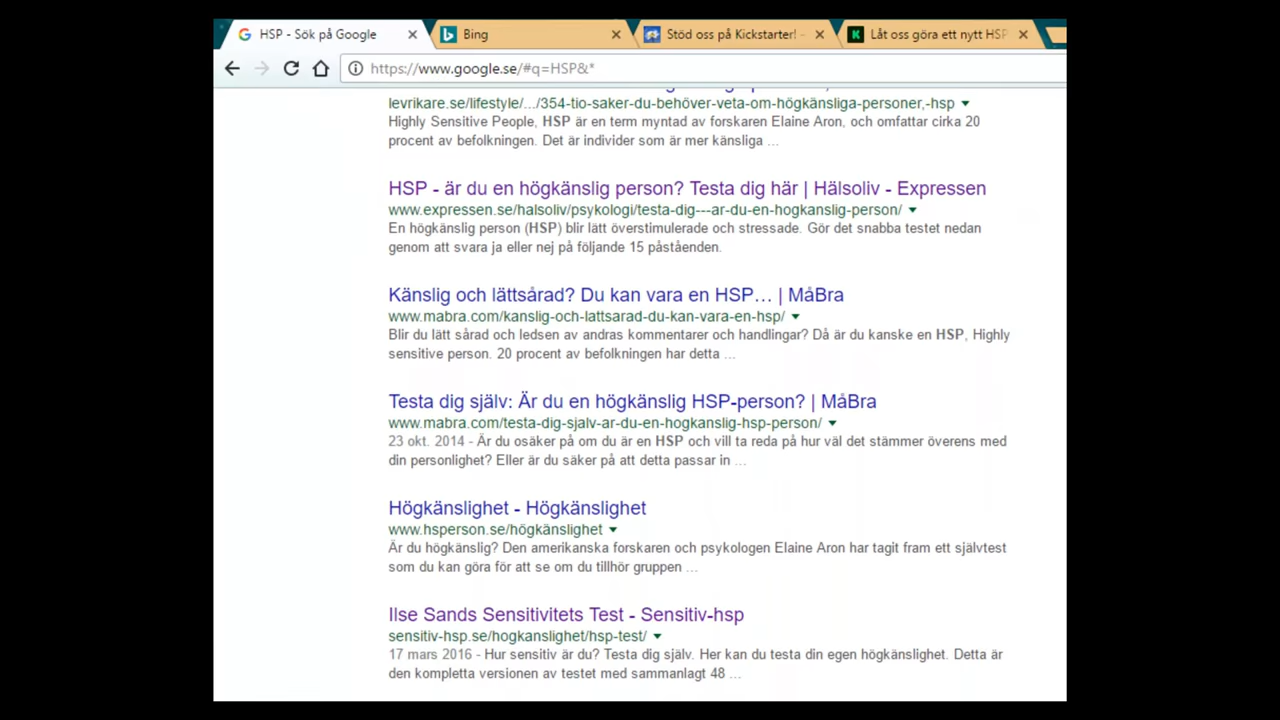 HSP - Sök på Google
Bing
Stöd oss på Kickstarter! -
Låt oss göra ett nytt HSP
https://www.google.se/#q=HSP&*
levrikare.se/lifestyle/.../354-tio-saker-du-behöver-veta-om-högkänsliga-personer,-hsp
Highly Sensitive People, HSP är en term myntad av forskaren Elaine Aron, och omfattar cirka 20
procent av befolkningen. Det är individer som är mer känsliga ...
HSP - är du en högkänslig person? Testa dig här | Hälsoliv - Expressen
www.expressen.se/halsoliv/psykologi/testa-dig---ar-du-en-hogkanslig-person/
En högkänslig person (HSP) blir lätt överstimulerade och stressade. Gör det snabba testet nedan
genom att svara ja eller nej på följande 15 påståenden.
Känslig och lättsårad? Du kan vara en HSP… | MåBra
www.mabra.com/kanslig-och-lattsarad-du-kan-vara-en-hsp/
Blir du lätt sårad och ledsen av andras kommentarer och handlingar? Då är du kanske en HSP, Highly
sensitive person. 20 procent av befolkningen har detta ...
Testa dig själv: Är du en högkänslig HSP-person? | MåBra
www.mabra.com/testa-dig-sjalv-ar-du-en-hogkanslig-hsp-person/
23 okt. 2014 - Är du osäker på om du är en HSP och vill ta reda på hur väl det stämmer överens med
din personlighet? Eller är du säker på att detta passar in ...
Högkänslighet - Högkänslighet
www.hsperson.se/högkänslighet
Är du högkänslig? Den amerikanska forskaren och psykologen Elaine Aron har tagit fram ett självtest
som du kan göra för att se om du tillhör gruppen ...
Ilse Sands Sensitivitets Test - Sensitiv-hsp
sensitiv-hsp.se/hogkanslighet/hsp-test/
17 mars 2016 - Hur sensitiv är du? Testa dig själv. Her kan du testa din egen högkänslighet. Detta är
den kompletta versionen av testet med sammanlagt 48 ...